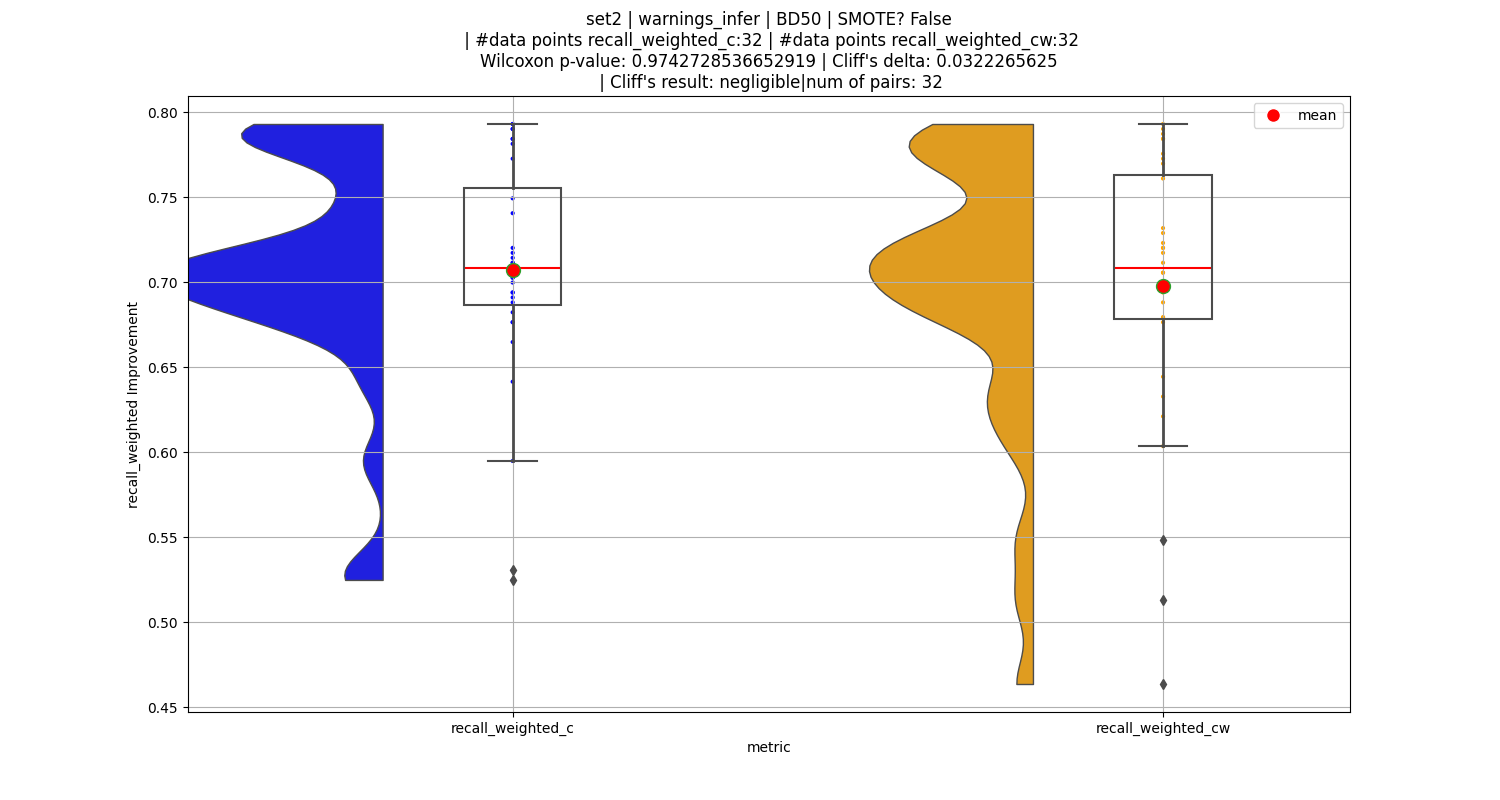 set2 | warnings_infer | BD50 | SMOTE? False
| #data points recall_weighted_c:32 | #data points recall_weighted_cw:32
Wilcoxon p-value: 0.9742728536652919 | Cliff's delta: 0.0322265625
| Cliff's result: negligible|num of pairs: 32
mean
0.80
0.75
0.70
0.65
0.60
0.55
0.50
0.45
recall_weighted Improvement
recall_weighted_c
recall_weighted_cw
metric